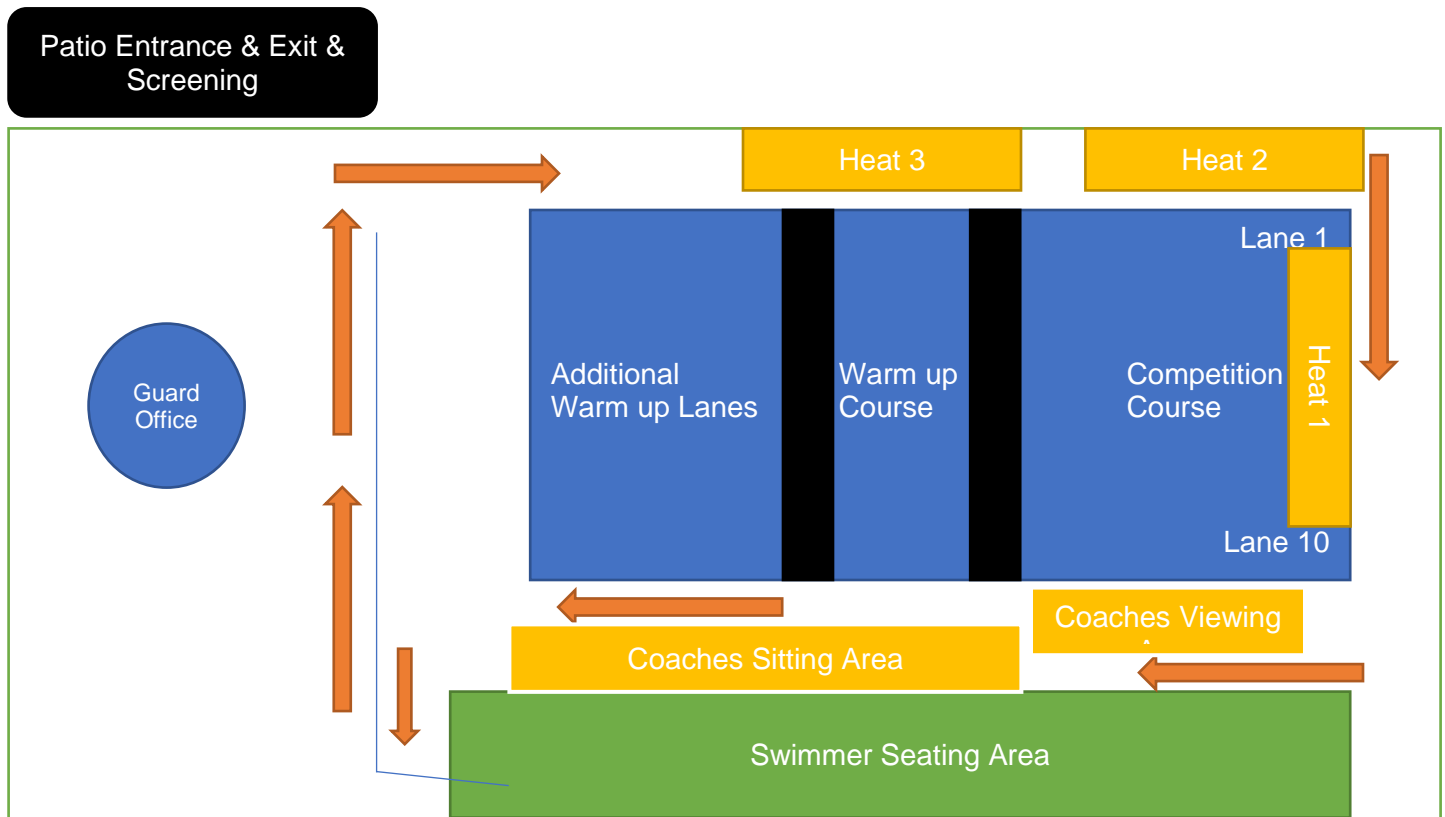 Patio Entrance & Exit &
Screening
Heat 3
Heat 2
Lane 1
Guard
Office
Additional
Warm up Lanes
Warm up
Course
Competition
Course
Heat 1
Lane 10
Coaches Viewing
Coaches Sitting Area
Swimmer Seating Area